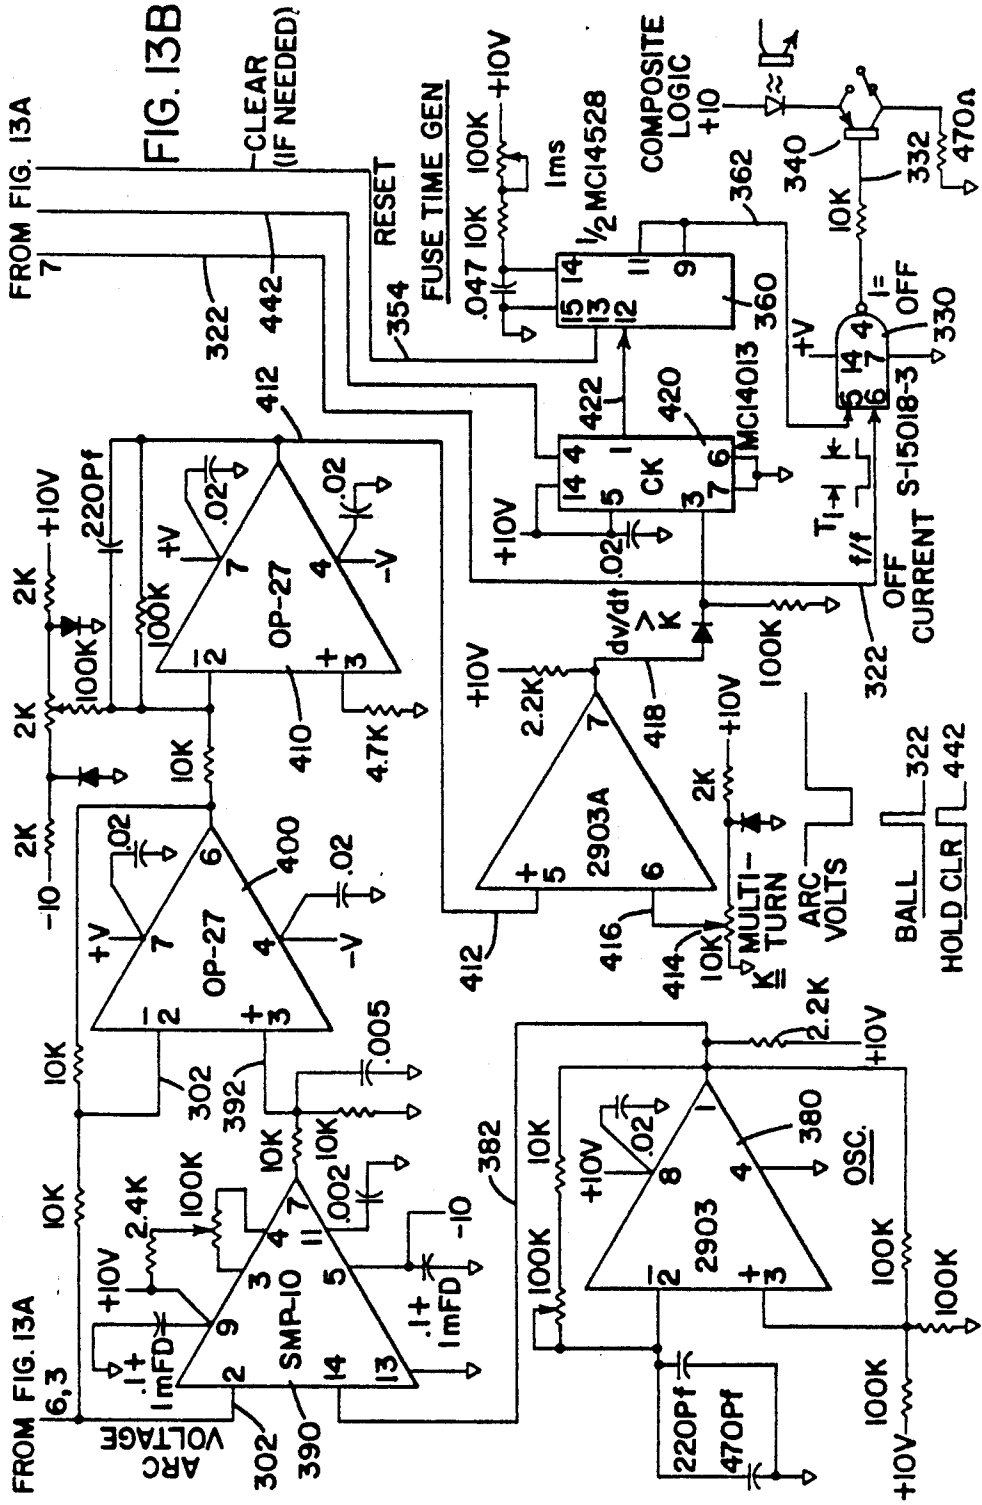 FIG. 13B
FROM FIG. 13A
7
322
442
354
CLEAR
(IF NEEDED)
RESET
FUSE TIME GEN
+10V
100K
10K
.047
1ms
1/2 MC14528
15
14
13
12
11
9
360
362
COMPOSITE
LOGIC
+10
340
332
10K
470Ω
+V
14
5
4
6
7
1=
OFF
330
S-15018-3
T1
f/f
OFF
CURRENT
322
+10V
14
4
5
1
CK
3
7
6
.02
422
420
MC14013
-10
2K
2K
2K
+10V
100K
220Pf
100K
10K
2
−
+
3
OP-27
7
4
+V
-V
.02
.02
410
4.7K
412
FROM FIG. 13A
6,3
ARC
VOLTAGE
10K
10K
302
392
−
2
+
3
OP-27
7
4
6
+V
-V
.02
.02
400
302
390
2
14
13
SMP-10
9
3
4
5
11
7
+10V
.1+
1mFD
2.4K
100K
.1+
1mFD
-10
.002
10K
10K
.005
382
412
+
5
6
2903A
7
+10V
2.2K
418
dv/dt
>
K
100K
416
414
10K
MULTI-
TURN
K
2K
+10V
ARC
VOLTS
BALL
322
HOLD CLR
442
100K
10K
−
2
+
3
2903
8
4
1
+10V
.02
380
OSC.
2.2K
+10V
220Pf
470Pf
+10V
100K
100K
100K